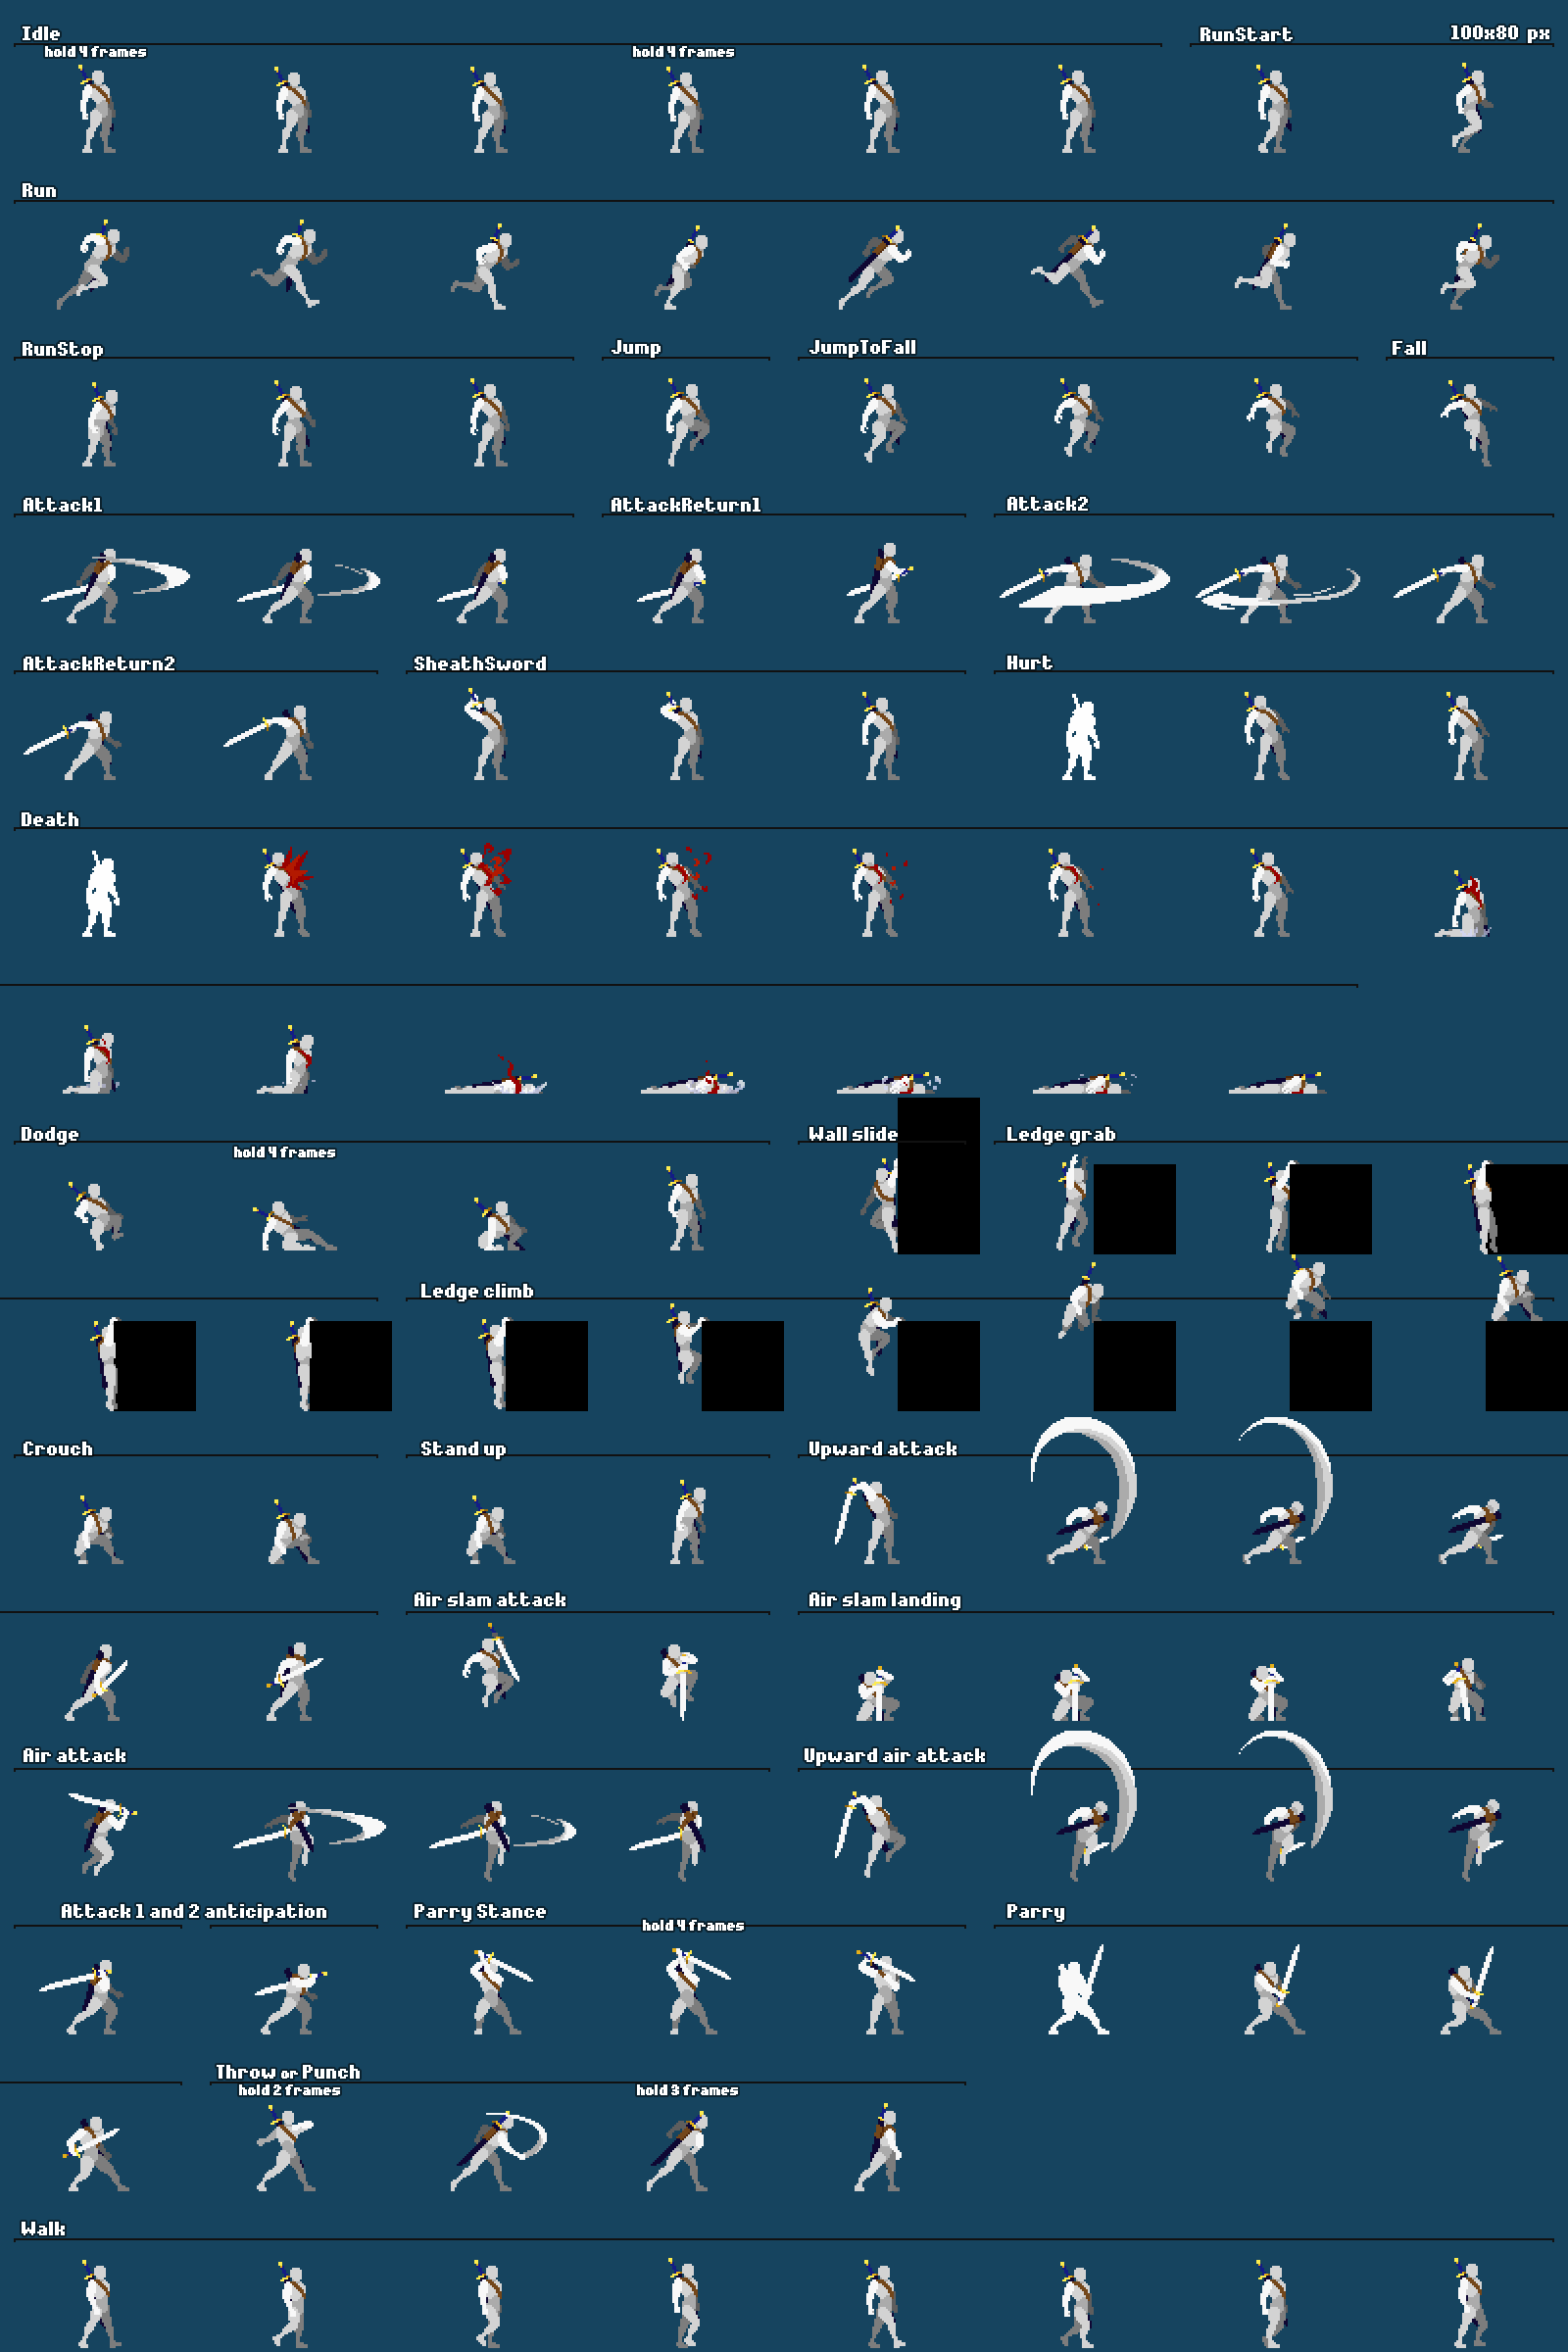 Idle
RunStart
100x80 px
hold 4 frames
hold 4 frames
Run
RunStop
Jump
JumpToFall
Fall
Attack1
AttackReturn1
Attack2
AttackReturn2
SheathSword
Hurt
Death
Dodge
Wall slide
Ledge grab
hold 4 frames
Ledge climb
Crouch
Stand up
Upward attack
Air slam attack
Air slam landing
Air attack
Upward air attack
Attack 1 and 2 anticipation
Parry Stance
Parry
hold 4 frames
Throw or Punch
hold 2 frames
hold 3 frames
Walk